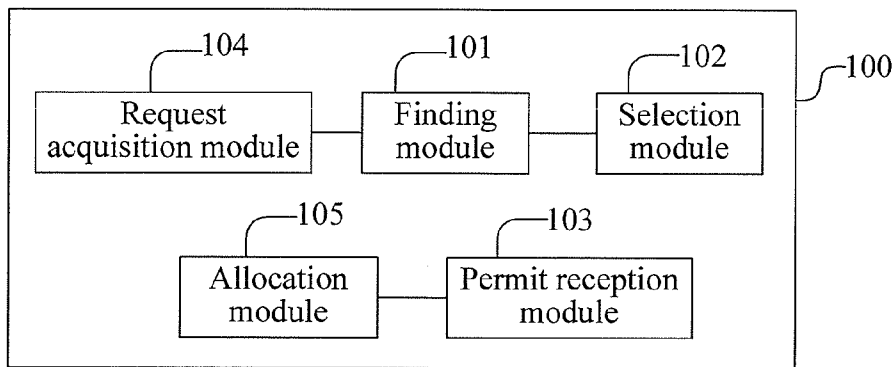 104
101
102
100
Request
acquisition module
Finding
module
Selection
module
105
103
Allocation
module
Permit reception
module